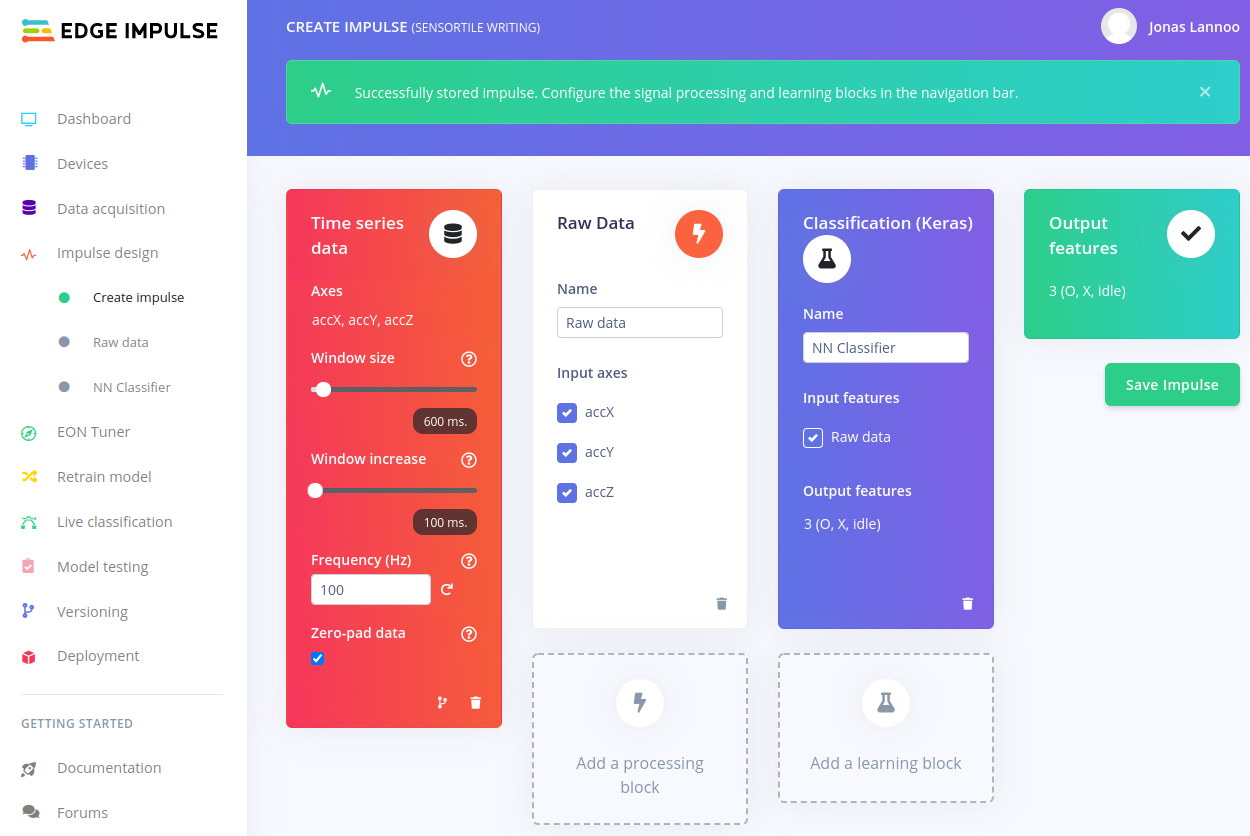 EDGE IMPULSE
Dashboard
Devices
Data acquisition
Impulse design
Create impulse
Raw data
NN Classifier
EON Tuner
Retrain model
Live classification
Model testing
Versioning
Deployment
GETTING STARTED
Documentation
Forums
CREATE IMPULSE (SENSORTILE WRITING)
Jonas Lannoo
Successfully stored impulse. Configure the signal processing and learning blocks in the navigation bar.
×
Time series
data
Axes
accX, accY, accZ
Window size
?
600 ms.
Window increase
?
100 ms.
Frequency (Hz)
?
100
Zero-pad data
?
Raw Data
Name
Raw data
Input axes
accX
accY
accZ
Add a processing
block
Classification (Keras)
Name
NN Classifier
Input features
Raw data
Output features
3 (O, X, idle)
Add a learning block
Output
features
3 (O, X, idle)
Save Impulse